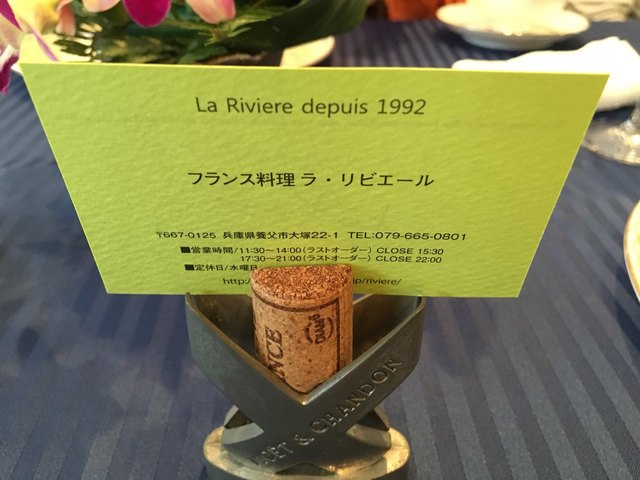 La Riviere depuis 1992
フランス料理 ラ・リビエール
〒667-0125 兵庫県養父市大塚22-1 TEL:079-665-0801
■営業時間/11:30~14:00(ラストオーダー) CLOSE 15:30
17:30~21:00(ラストオーダー) CLOSE 22:00
■定休日/水曜日
http:/ jp/riviere/
DIAM
NCE
& CHANDON